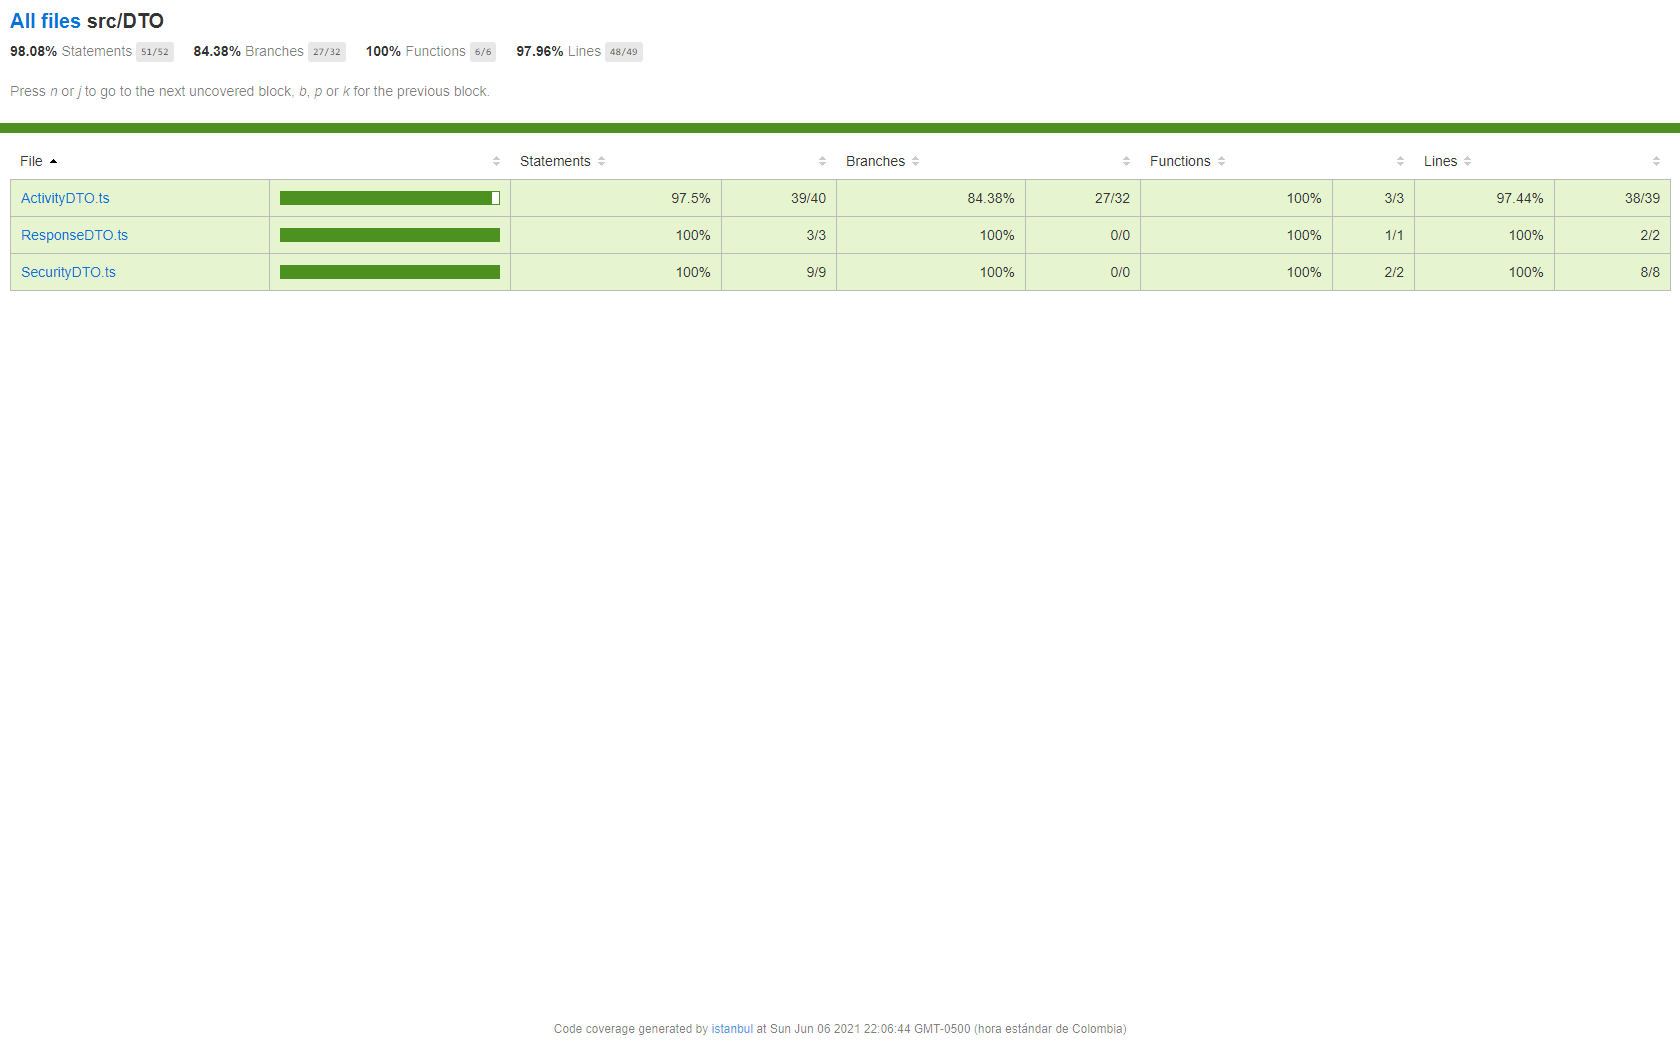 All files src/DTO
98.08% Statements 51/52 84.38% Branches 27/32 100% Functions 6/6 97.96% Lines 48/49
Press n or j to go to the next uncovered block, b, p or k for the previous block.
File Statements Branches Functions Lines
ActivityDTO.ts 97.5% 39/40 84.38% 27/32 100% 3/3 97.44% 38/39
ResponseDTO.ts 100% 3/3 100% 0/0 100% 1/1 100% 2/2
SecurityDTO.ts 100% 9/9 100% 0/0 100% 2/2 100% 8/8
Code coverage generated by istanbul at Sun Jun 06 2021 22:06:44 GMT-0500 (hora estándar de Colombia)